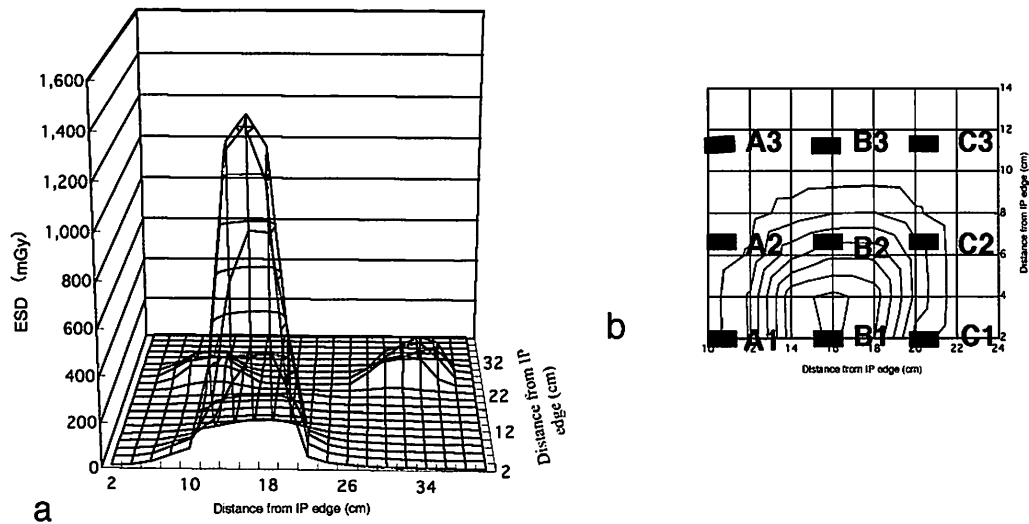 1,600
1,400
1,200
1,000
800
600
400
200
0
ESD (mGy)
2 10 18 26 34
Distance from IP edge (cm)
32
22
12
2
Distance from IP
edge (cm)
a
14
12
10
8
6
4
2
Distance from IP edge (cm)
A3 B3 C3
A2 B2 C2
A1 B1 C1
10 12 14 16 18 20 22 24
Distance from IP edge (cm)
b